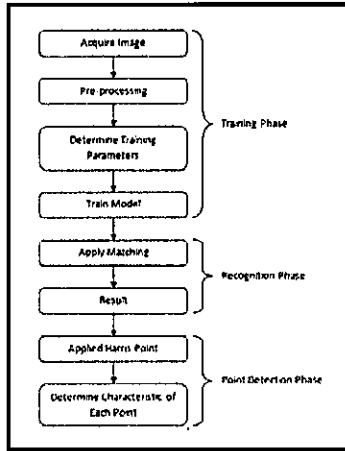 Acquire Image
Pre-processing
Determine Training
Parameters
Train Model
Training Phase
Apply Matching
Result
Recognition Phase
Applied Harris Point
Determine Characteristic of
Each Point
Point Detection Phase